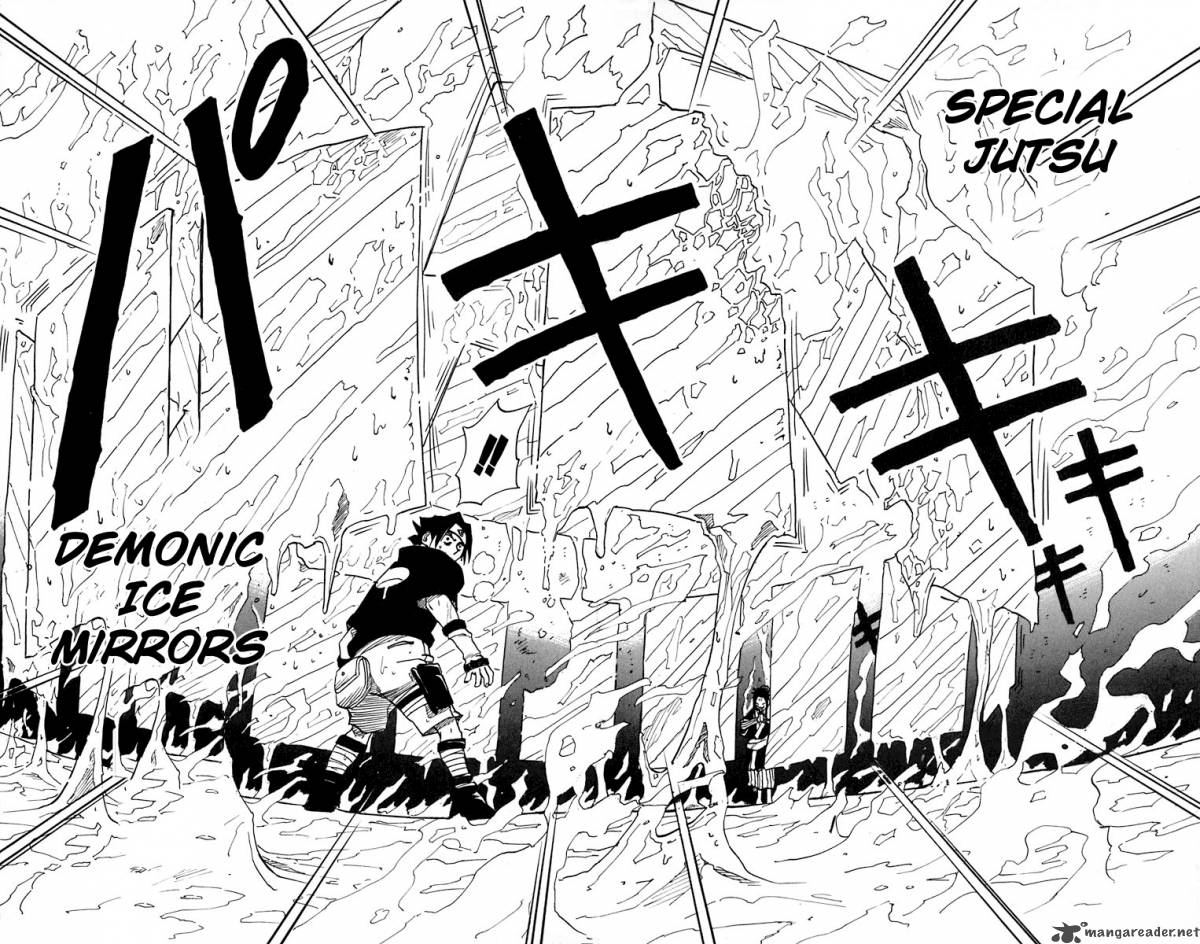 SPECIAL
JUTSU
パキキキキキ
!!
DEMONIC
ICE
MIRRORS
mangareader.net